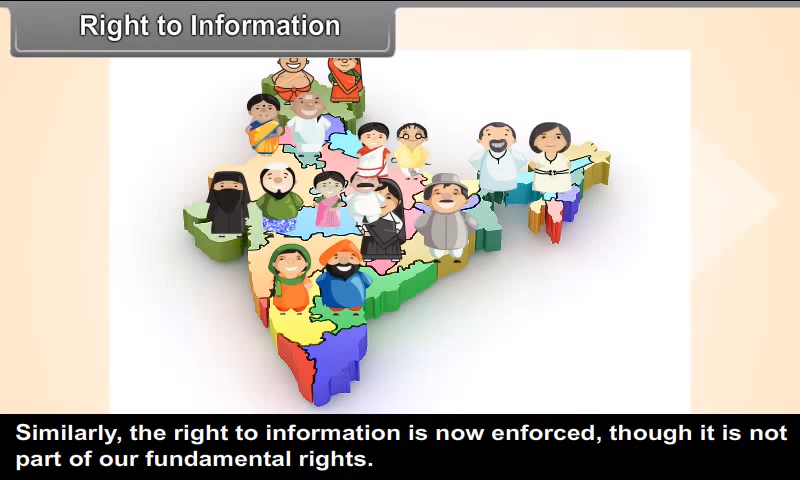 Right to Information
Similarly, the right to information is now enforced, though it is not
part of our fundamental rights.